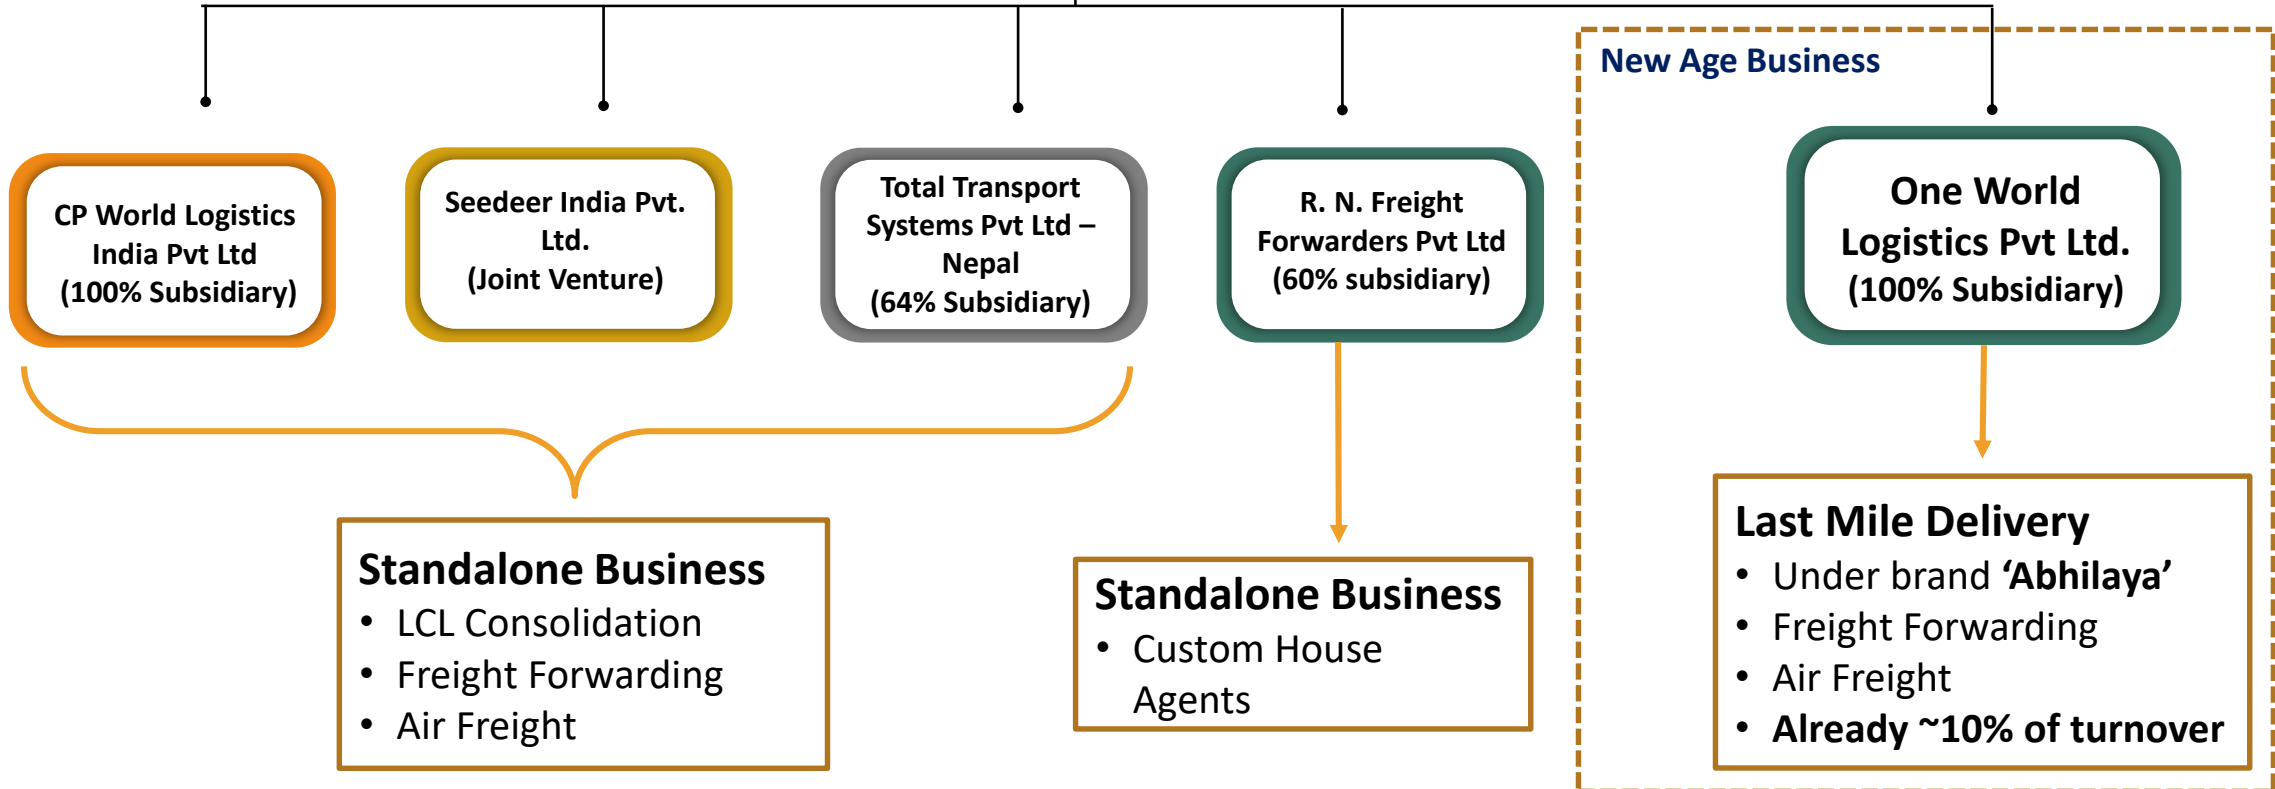 New Age Business
CP World Logistics
India Pvt Ltd
(100% Subsidiary)
Seedeer India Pvt.
Ltd.
(Joint Venture)
Total Transport
Systems Pvt Ltd –
Nepal
(64% Subsidiary)
R. N. Freight
Forwarders Pvt Ltd
(60% subsidiary)
One World
Logistics Pvt Ltd.
(100% Subsidiary)
Standalone Business
• LCL Consolidation
• Freight Forwarding
• Air Freight
Standalone Business
• Custom House
Agents
Last Mile Delivery
• Under brand ‘Abhilaya’
• Freight Forwarding
• Air Freight
• Already ~10% of turnover